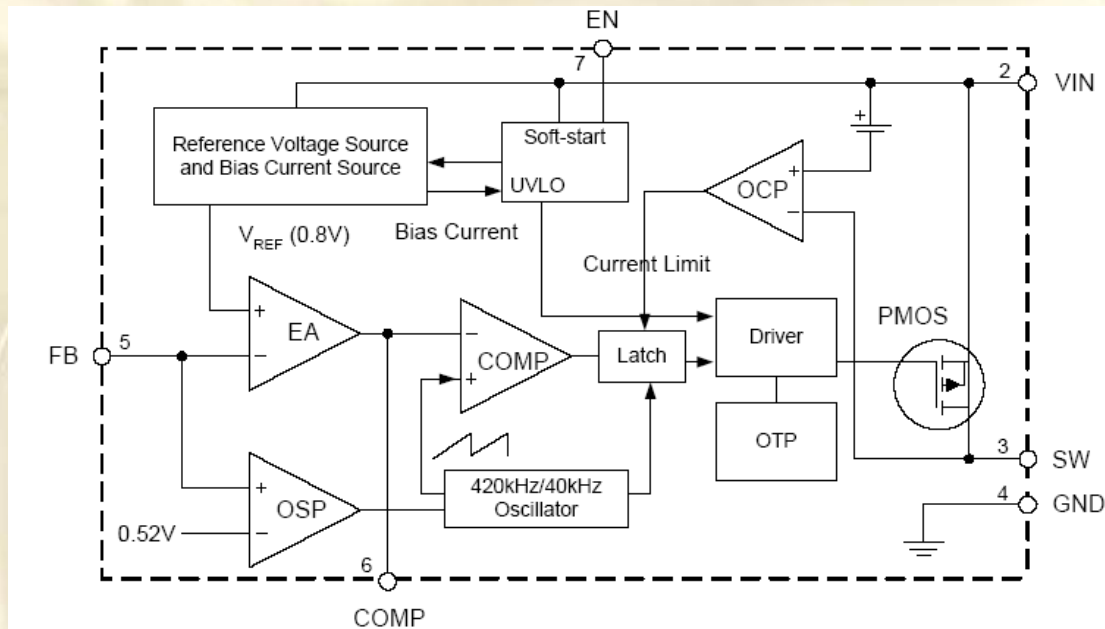 EN
7
2
VIN
Reference Voltage Source
and Bias Current Source
Soft-start
UVLO
+
+
OCP
−
V_REF (0.8V)
Bias Current
Current Limit
+
EA
−
FB
5
−
COMP
+
Latch
Driver
PMOS
OTP
3
SW
4
GND
+
OSP
−
0.52V
420kHz/40kHz
Oscillator
6
COMP